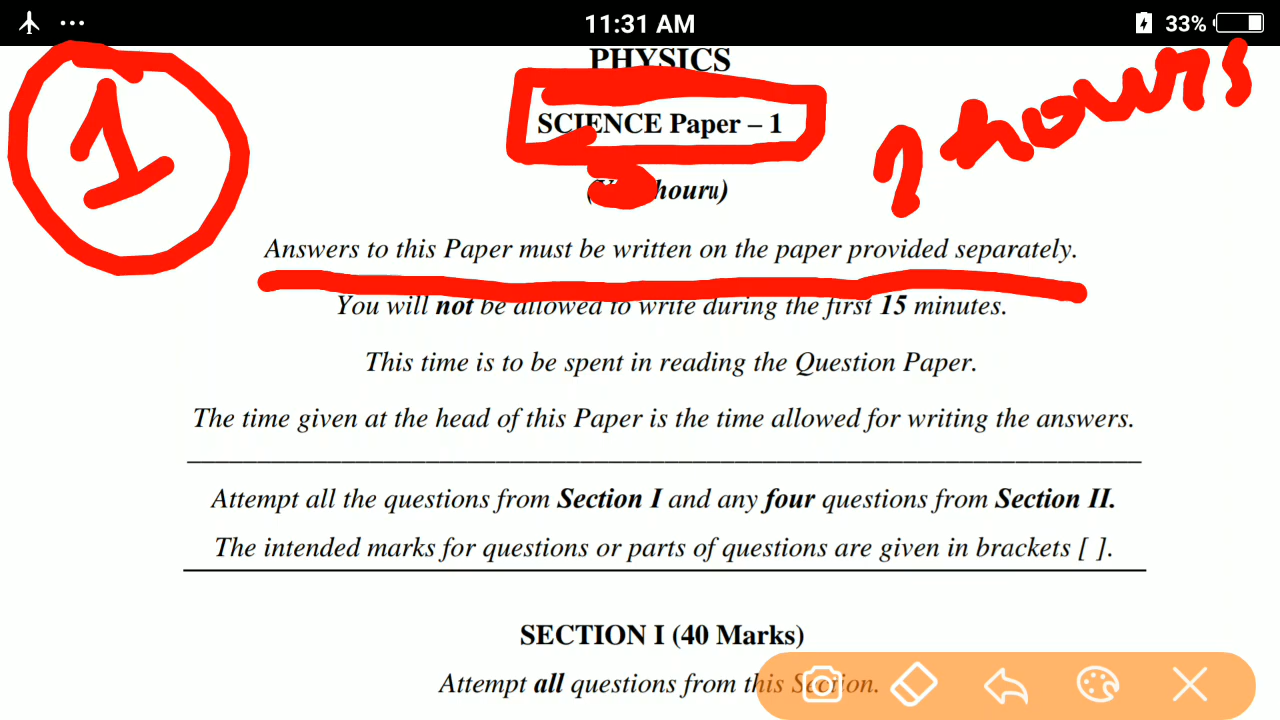 11:31 AM
33%
PHYSICS
1
SCIENCE Paper – 1
hours
houru)
Answers to this Paper must be written on the paper provided separately.
You will not be allowed to write during the first 15 minutes.
This time is to be spent in reading the Question Paper.
The time given at the head of this Paper is the time allowed for writing the answers.
Attempt all the questions from Section I and any four questions from Section II.
The intended marks for questions or parts of questions are given in brackets [ ].
SECTION I (40 Marks)
Attempt all questions from this Section.